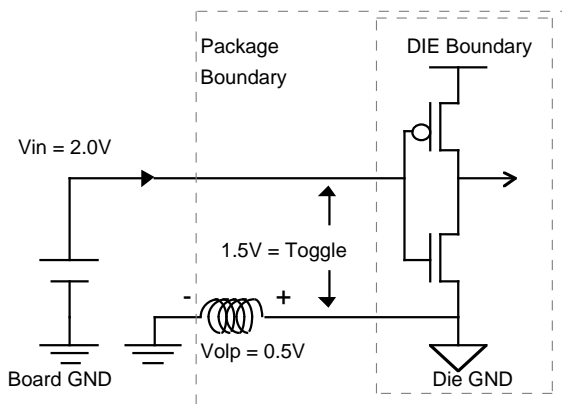 Package
Boundary
DIE Boundary
Vin = 2.0V
1.5V = Toggle
- +
Volp = 0.5V
Board GND
Die GND